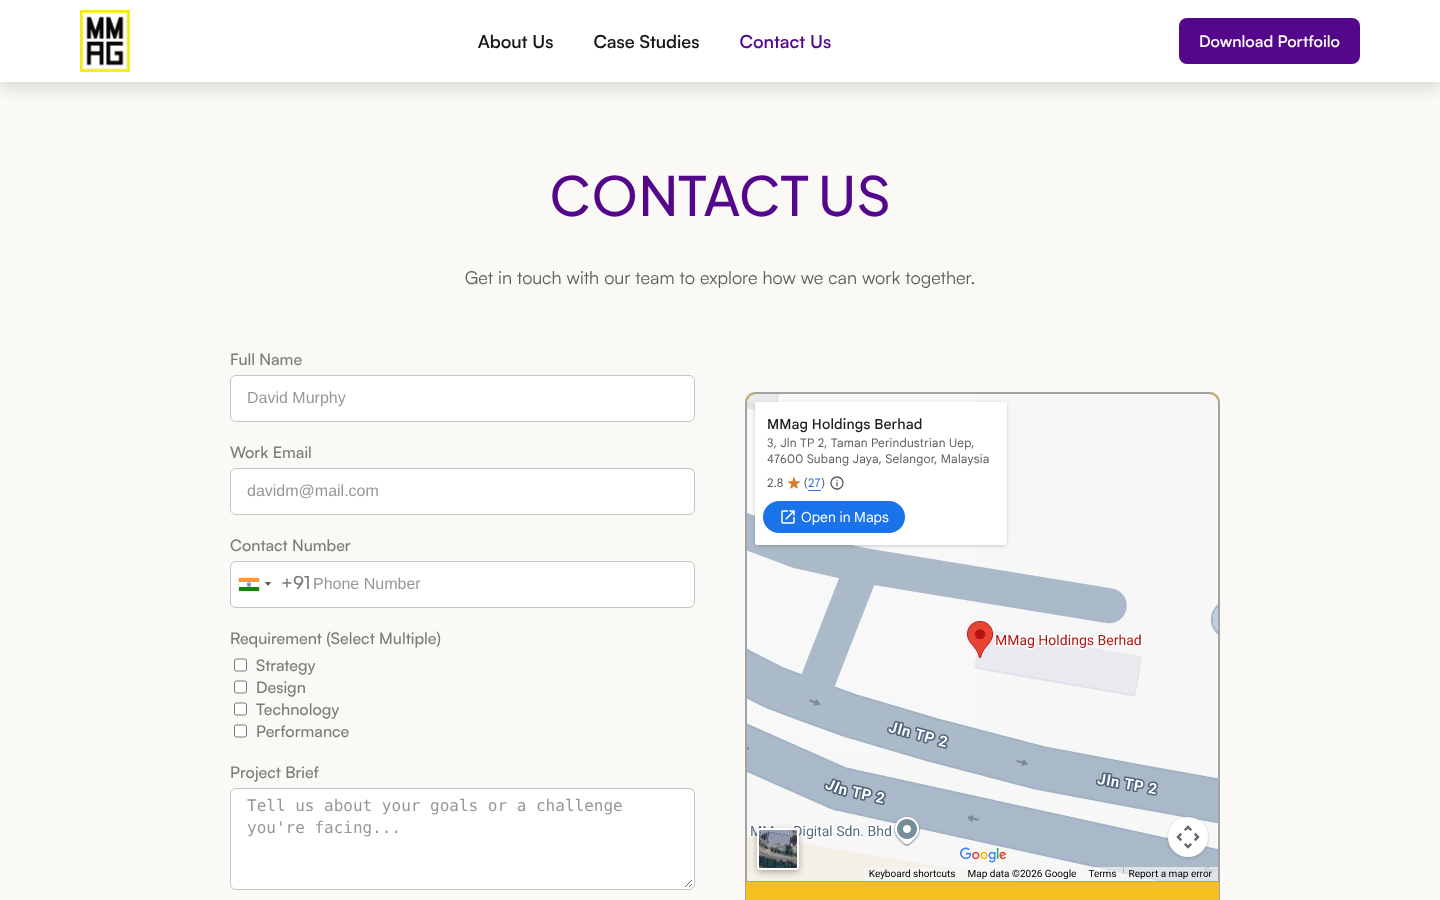 MM
AG
About Us
Case Studies
Contact Us
Download Portfoilo
CONTACT US
Get in touch with our team to explore how we can work together.
Full Name
David Murphy
Work Email
davidm@mail.com
Contact Number
+91 Phone Number
Requirement (Select Multiple)
Strategy
Design
Technology
Performance
Project Brief
Tell us about your goals or a challenge
you're facing...
MMag Holdings Berhad
3, Jln TP 2, Taman Perindustrian Uep,
47600 Subang Jaya, Selangor, Malaysia
2.8 ★ (27)
Open in Maps
MMag Holdings Berhad
Jln TP 2
Jln TP 2
Jln TP 2
Digital Sdn. Bhd
Google
Keyboard shortcuts
Map data ©2026 Google
Terms
Report a map error